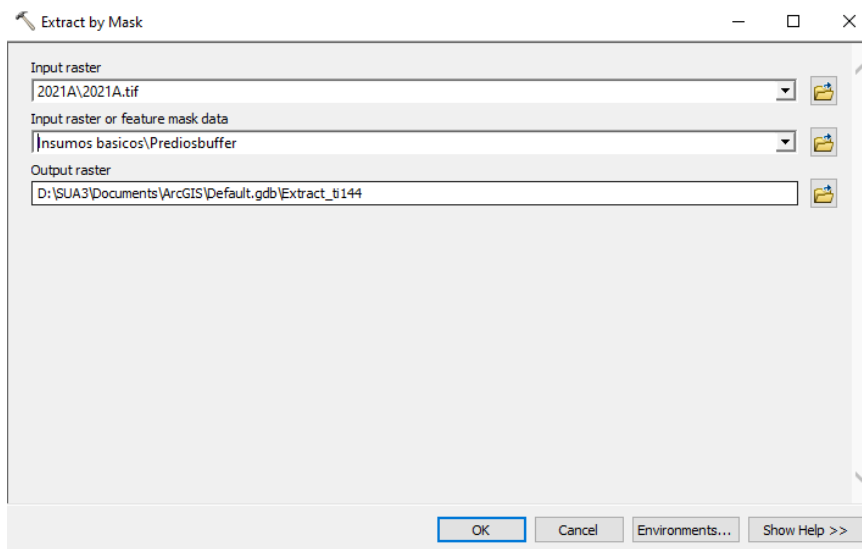 Extract by Mask
Input raster
2021A\2021A.tif
Input raster or feature mask data
Insumos basicos\Prediosbuffer
Output raster
D:\SUA3\Documents\ArcGIS\Default.gdb\Extract_ti144
OK Cancel Environments... Show Help >>